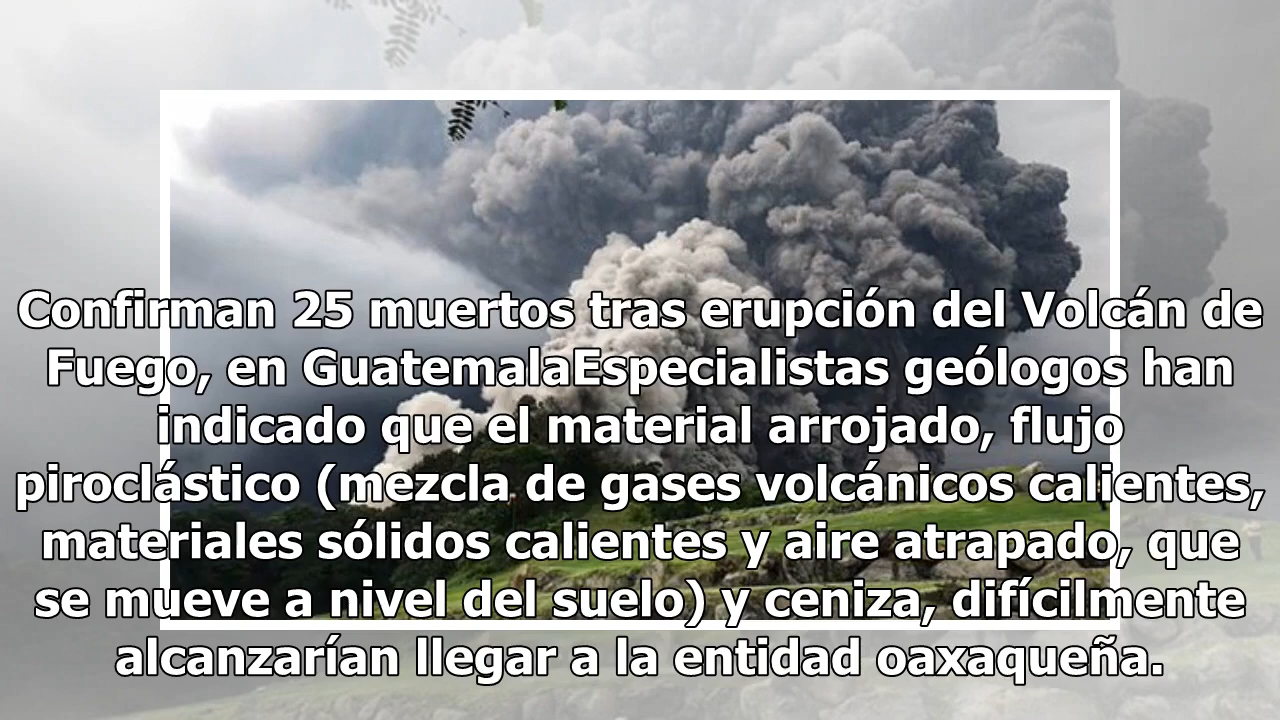 Confirman 25 muertos tras erupción del Volcán de
Fuego, en GuatemalaEspecialistas geólogos han
indicado que el material arrojado, flujo
piroclástico (mezcla de gases volcánicos calientes,
materiales sólidos calientes y aire atrapado, que
se mueve a nivel del suelo) y ceniza, difícilmente
alcanzarían llegar a la entidad oaxaqueña.